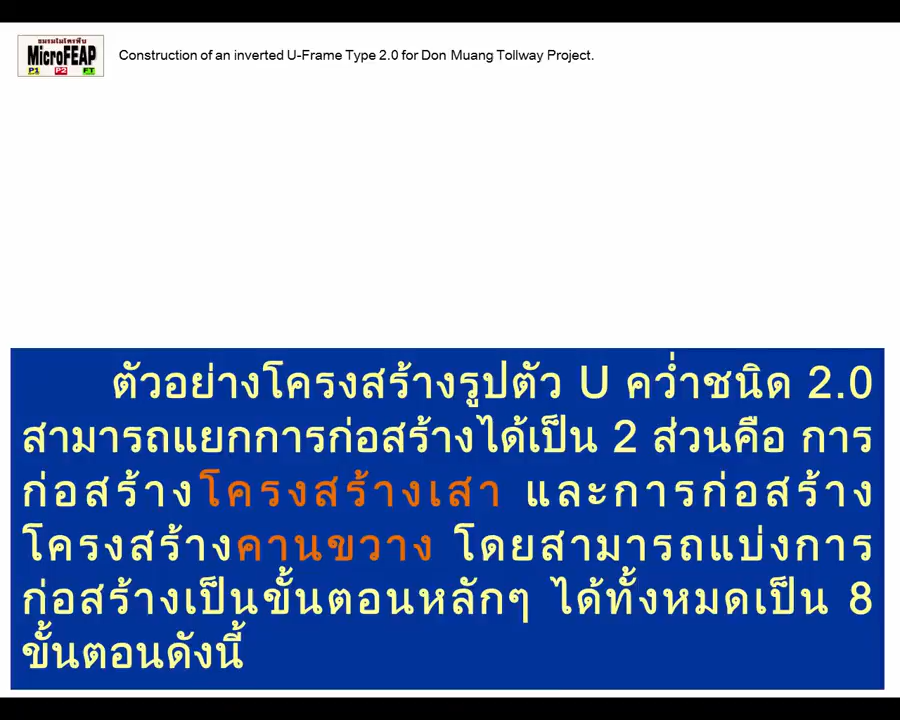 ชมรมไมโครฟีป
MicroFEAP
P1 P2 FT
Construction of an inverted U-Frame Type 2.0 for Don Muang Tollway Project.
ตัวอย่างโครงสร้างรูปตัว U คว่ำชนิด 2.0
สามารถแยกการก่อสร้างได้เป็น 2 ส่วนคือ การ
ก่อสร้างโครงสร้างเสา และการก่อสร้าง
โครงสร้างคานขวาง โดยสามารถแบ่งการ
ก่อสร้างเป็นขั้นตอนหลักๆ ได้ทั้งหมดเป็น 8
ขั้นตอนดังนี้